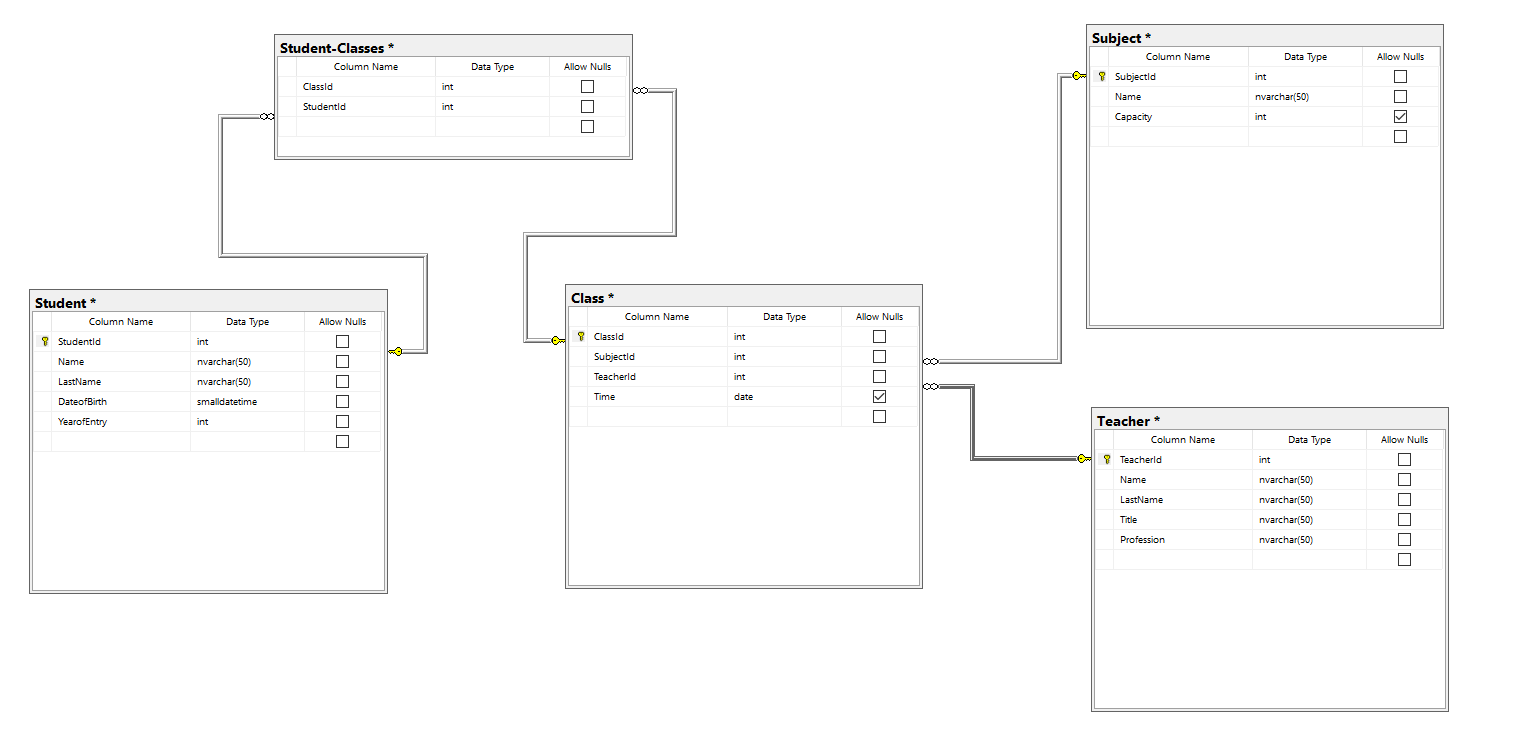 Student-Classes *
Column Name Data Type Allow Nulls
ClassId int
StudentId int
Subject *
Column Name Data Type Allow Nulls
SubjectId int
Name nvarchar(50)
Capacity int
Student *
Column Name Data Type Allow Nulls
StudentId int
Name nvarchar(50)
LastName nvarchar(50)
DateofBirth smalldatetime
YearofEntry int
Class *
Column Name Data Type Allow Nulls
ClassId int
SubjectId int
TeacherId int
Time date
Teacher *
Column Name Data Type Allow Nulls
TeacherId int
Name nvarchar(50)
LastName nvarchar(50)
Title nvarchar(50)
Profession nvarchar(50)